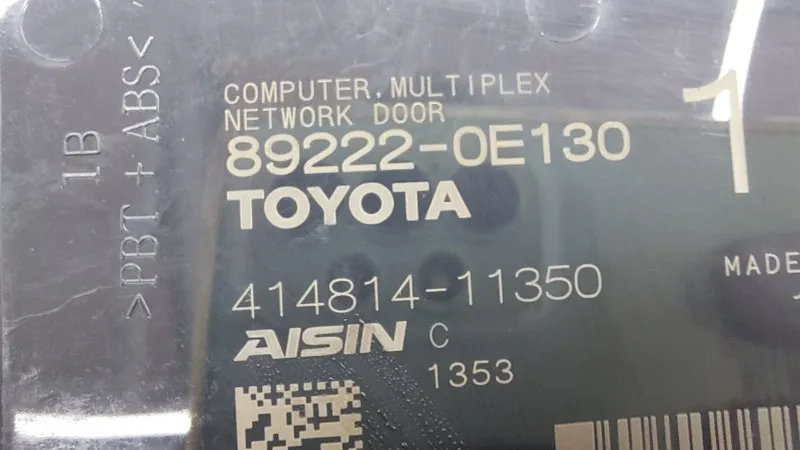 COMPUTER, MULTIPLEX
NETWORK DOOR
89222-0E130
TOYOTA
1
414814-11350
MADE
AISIN C
1353
1B
>PBT + ABS<